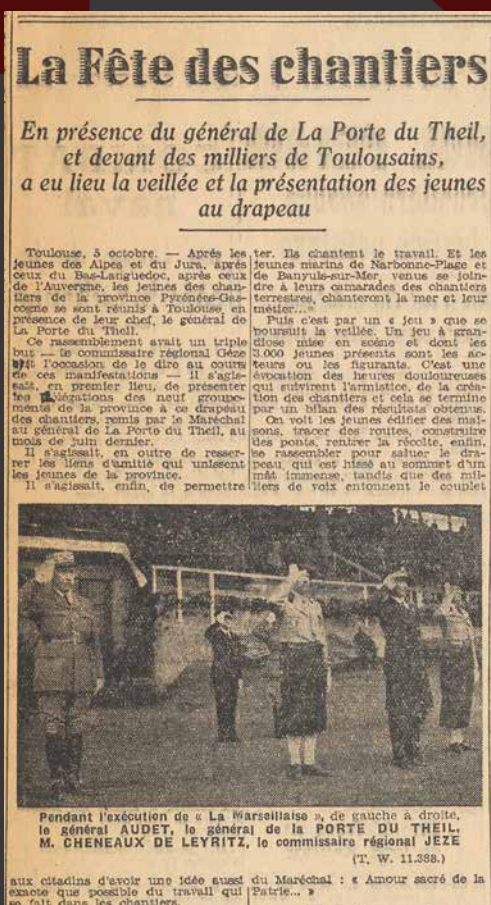 La Fête des chantiers
En présence du général de La Porte du Theil,
et devant des milliers de Toulousains,
a eu lieu la veillée et la présentation des jeunes
au drapeau
Toulouse, 5 octobre. — Après les
jeunes des Alpes et du Jura, après
ceux du Bas-Languedoc, après ceux
de l'Auvergne, les jeunes des chan-
tiers de la province Pyrénées-Gas-
cogne se sont réunis à Toulouse, en
présence de leur chef, le général de
La Porte du Theil.
Ce rassemblement avait un triple
but — le commissaire régional Géze
eut l'occasion de le dire au cours
de ces manifestations — il s'agis-
sait, en premier lieu, de présenter
les délégations des neuf groupe-
ments de la province à ce drapeau
des chantiers, remis par le Maréchal
au général de La Porte du Theil, au
mois de juin dernier.
Il s'agissait, en outre de resser-
rer les liens d'amitié qui unissent
les jeunes de la province.
Il s'agissait, enfin, de permettre
aux citadins d'avoir une idée aussi
exacte que possible du travail qui
se fait dans les chantiers.
ter. Ils chantent le travail. Et les
jeunes marins de Narbonne-Plage et
de Banyuls-sur-Mer, venus se join-
dre à leurs camarades des chantiers
terrestres, chanteront la mer et leur
métier...»
Puis c'est par un « jeu » que se
poursuit la veillée. Un jeu à gran-
diose mise en scène et dont les
3.000 jeunes présents sont les ac-
teurs ou les figurants. C'est une
évocation des heures douloureuses
qui suivirent l'armistice, de la créa-
tion des chantiers et cela se termine
par un bilan des résultats obtenus.
On voit les jeunes édifier des mai-
sons, tracer des routes, construire
des ponts, rentrer la récolte, enfin,
se rassembler pour saluer le dra-
peau, qui est hissé au sommet d'un
mât immense, tandis que des mil-
liers de voix entonnent le couplet
du Maréchal : « Amour sacré de la
Patrie... »
Pendant l'exécution de « La Marseillaise », de gauche à droite,
le général AUDET, le général de la PORTE DU THEIL,
M. CHENEAUX DE LEYRITZ, le commissaire régional JEZE
(T. W. 11.388.)